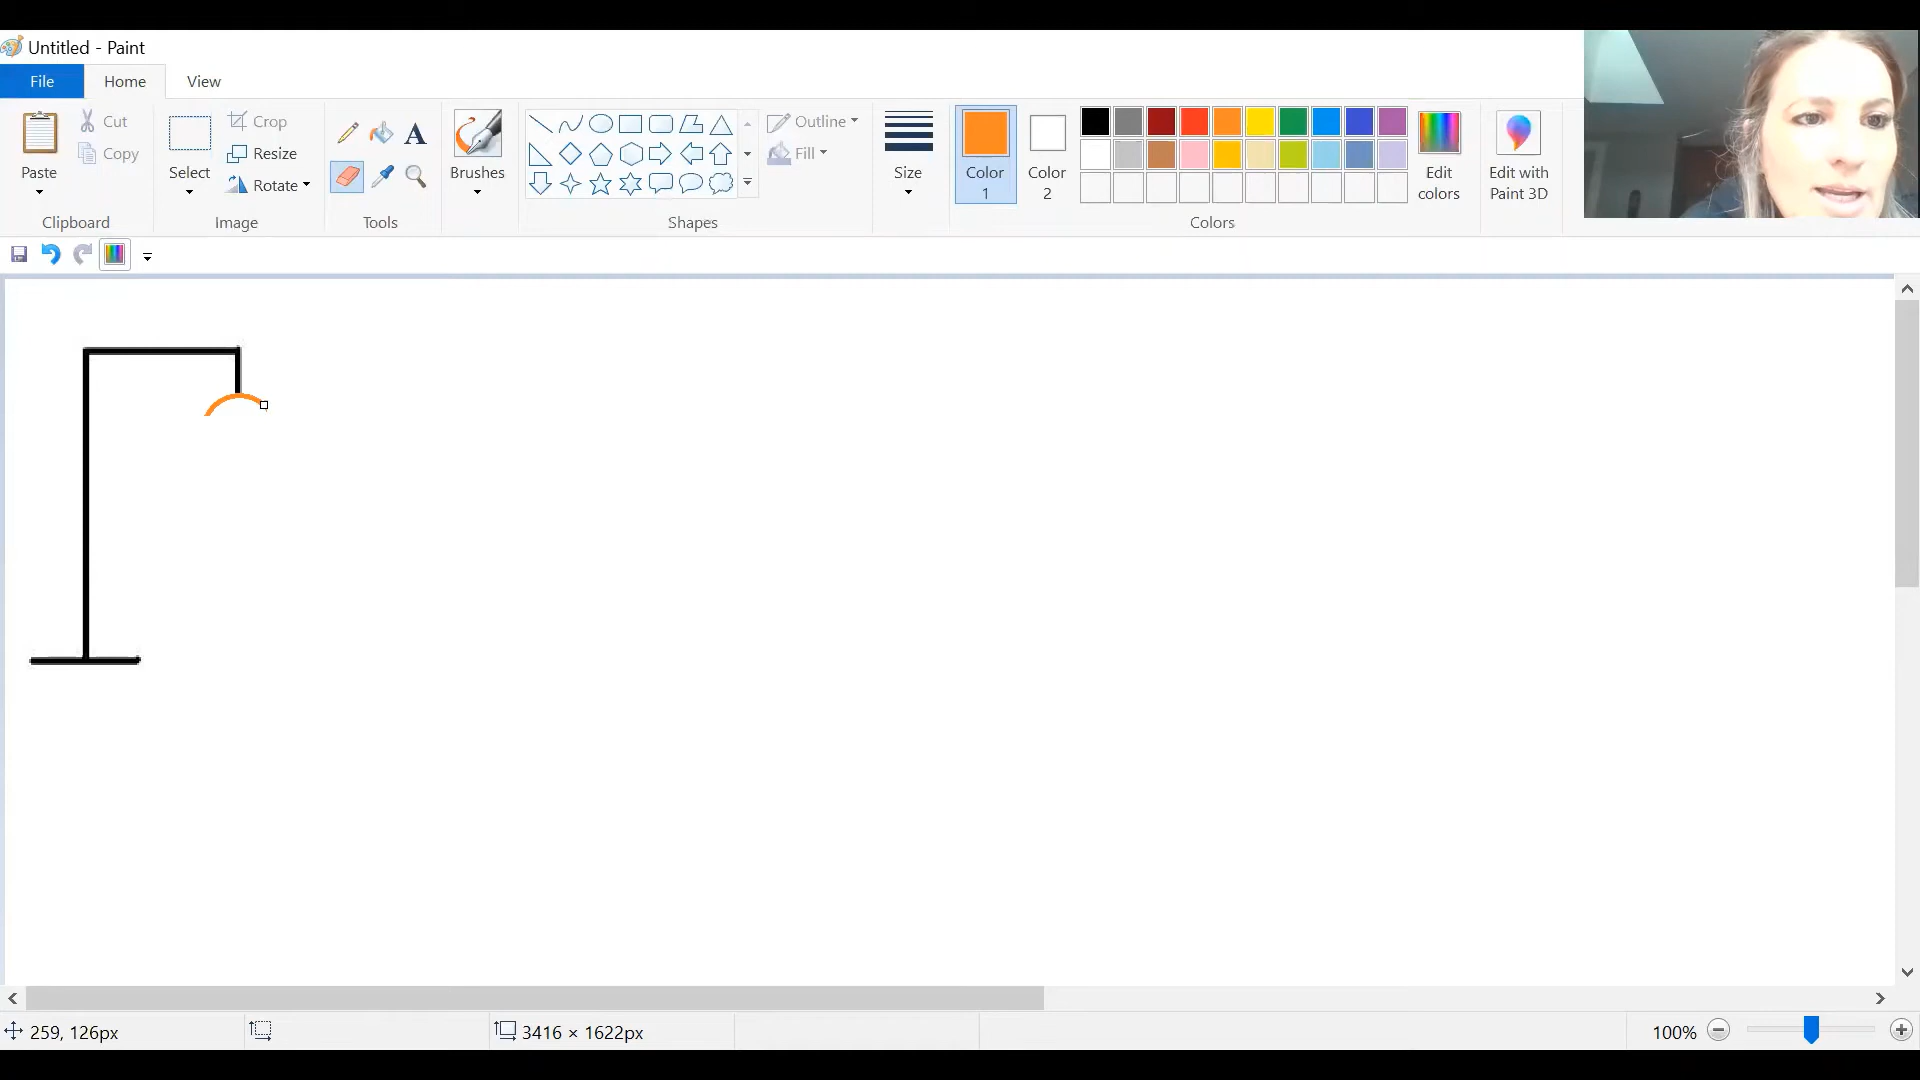 Untitled - Paint
File Home View
Paste
Cut
Copy
Clipboard
Select
Crop
Resize
Rotate
Image
A
Tools
Brushes
Outline
Fill
Shapes
Size
Color
1
Color
2
Edit
colors
Colors
Edit with
Paint 3D
259, 126px
3416 × 1622px
100%